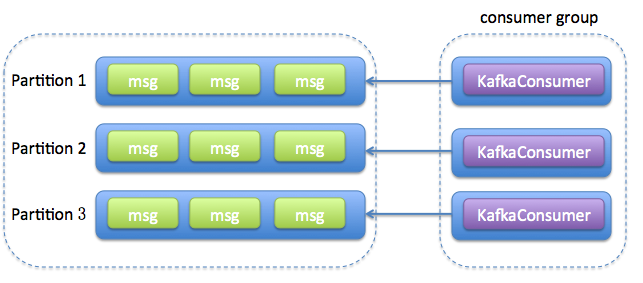 consumer group
Partition 1
msg msg msg
KafkaConsumer
Partition 2
msg msg msg
KafkaConsumer
Partition 3
msg msg msg
KafkaConsumer